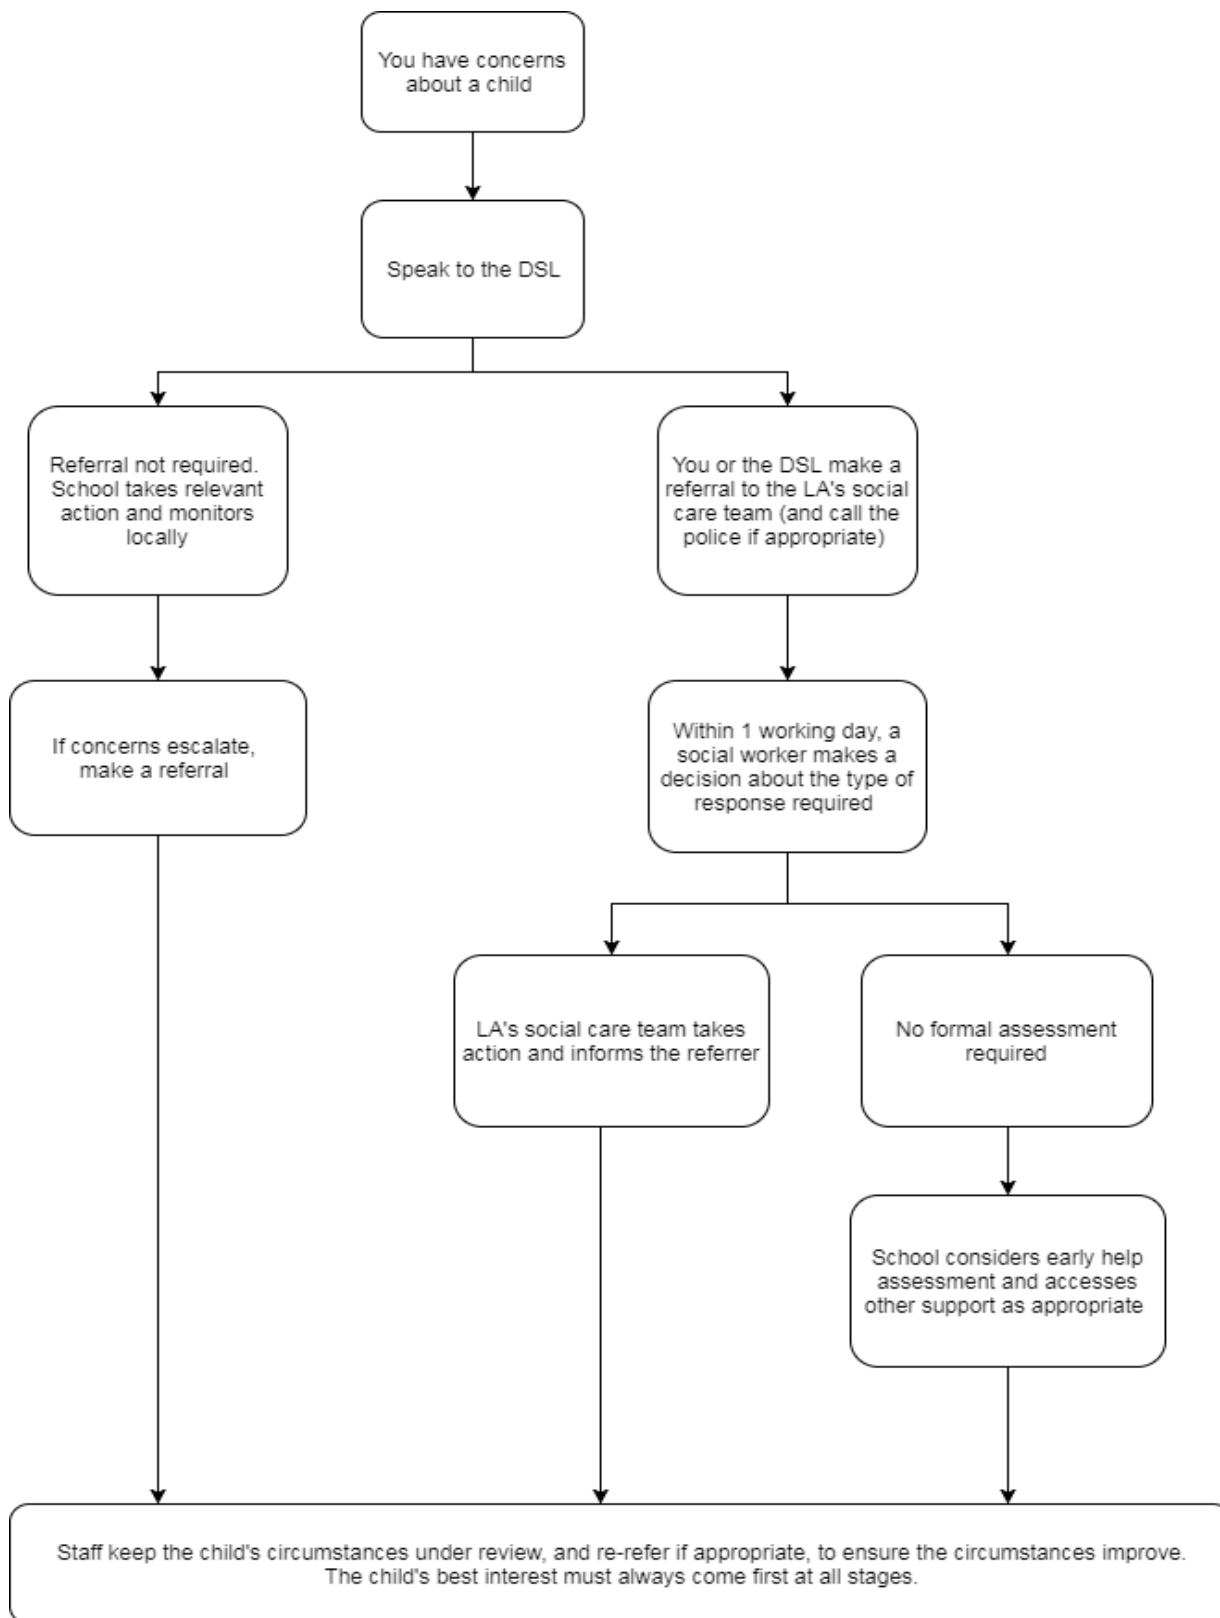 You have concerns
about a child
Speak to the DSL
Referral not required.
School takes relevant
action and monitors
locally
You or the DSL make a
referral to the LA's social
care team (and call the
police if appropriate)
If concerns escalate,
make a referral
Within 1 working day, a
social worker makes a
decision about the type of
response required
LA's social care team takes
action and informs the referrer
No formal assessment
required
School considers early help
assessment and accesses
other support as appropriate
Staff keep the child's circumstances under review, and re-refer if appropriate, to ensure the circumstances improve.
The child's best interest must always come first at all stages.